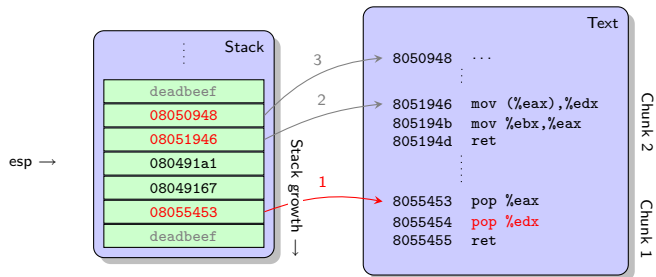 Stack
deadbeef
08050948
08051946
080491a1
08049167
08055453
deadbeef
esp →
Stack growth →
3
2
1
Text
8050948 ...
8051946 mov (%eax),%edx
805194b mov %ebx,%eax
805194d ret
8055453 pop %eax
8055454 pop %edx
8055455 ret
Chunk 2
Chunk 1